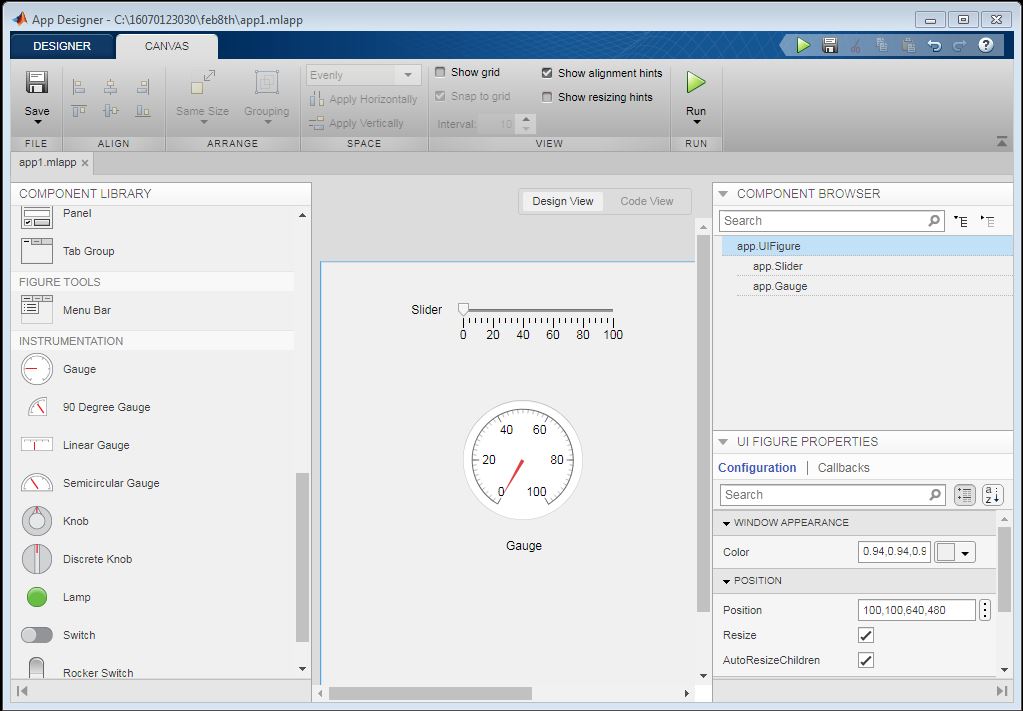 App Designer - C:\16070123030\feb8th\app1.mlapp
DESIGNER CANVAS
Save
Same Size Grouping
Evenly
Apply Horizontally
Apply Vertically
Show grid Show alignment hints
Snap to grid Show resizing hints
Interval: 10
Run
FILE ALIGN ARRANGE SPACE VIEW RUN
app1.mlapp
COMPONENT LIBRARY
Panel
Tab Group
FIGURE TOOLS
Menu Bar
INSTRUMENTATION
Gauge
90 Degree Gauge
Linear Gauge
Semicircular Gauge
Knob
Discrete Knob
Lamp
Switch
Rocker Switch
Design View Code View
Slider
0 20 40 60 80 100
40 60
20 80
0 100
Gauge
COMPONENT BROWSER
Search
app.UIFigure
app.Slider
app.Gauge
UI FIGURE PROPERTIES
Configuration | Callbacks
Search
WINDOW APPEARANCE
Color 0.94,0.94,0.9
POSITION
Position 100,100,640,480
Resize
AutoResizeChildren